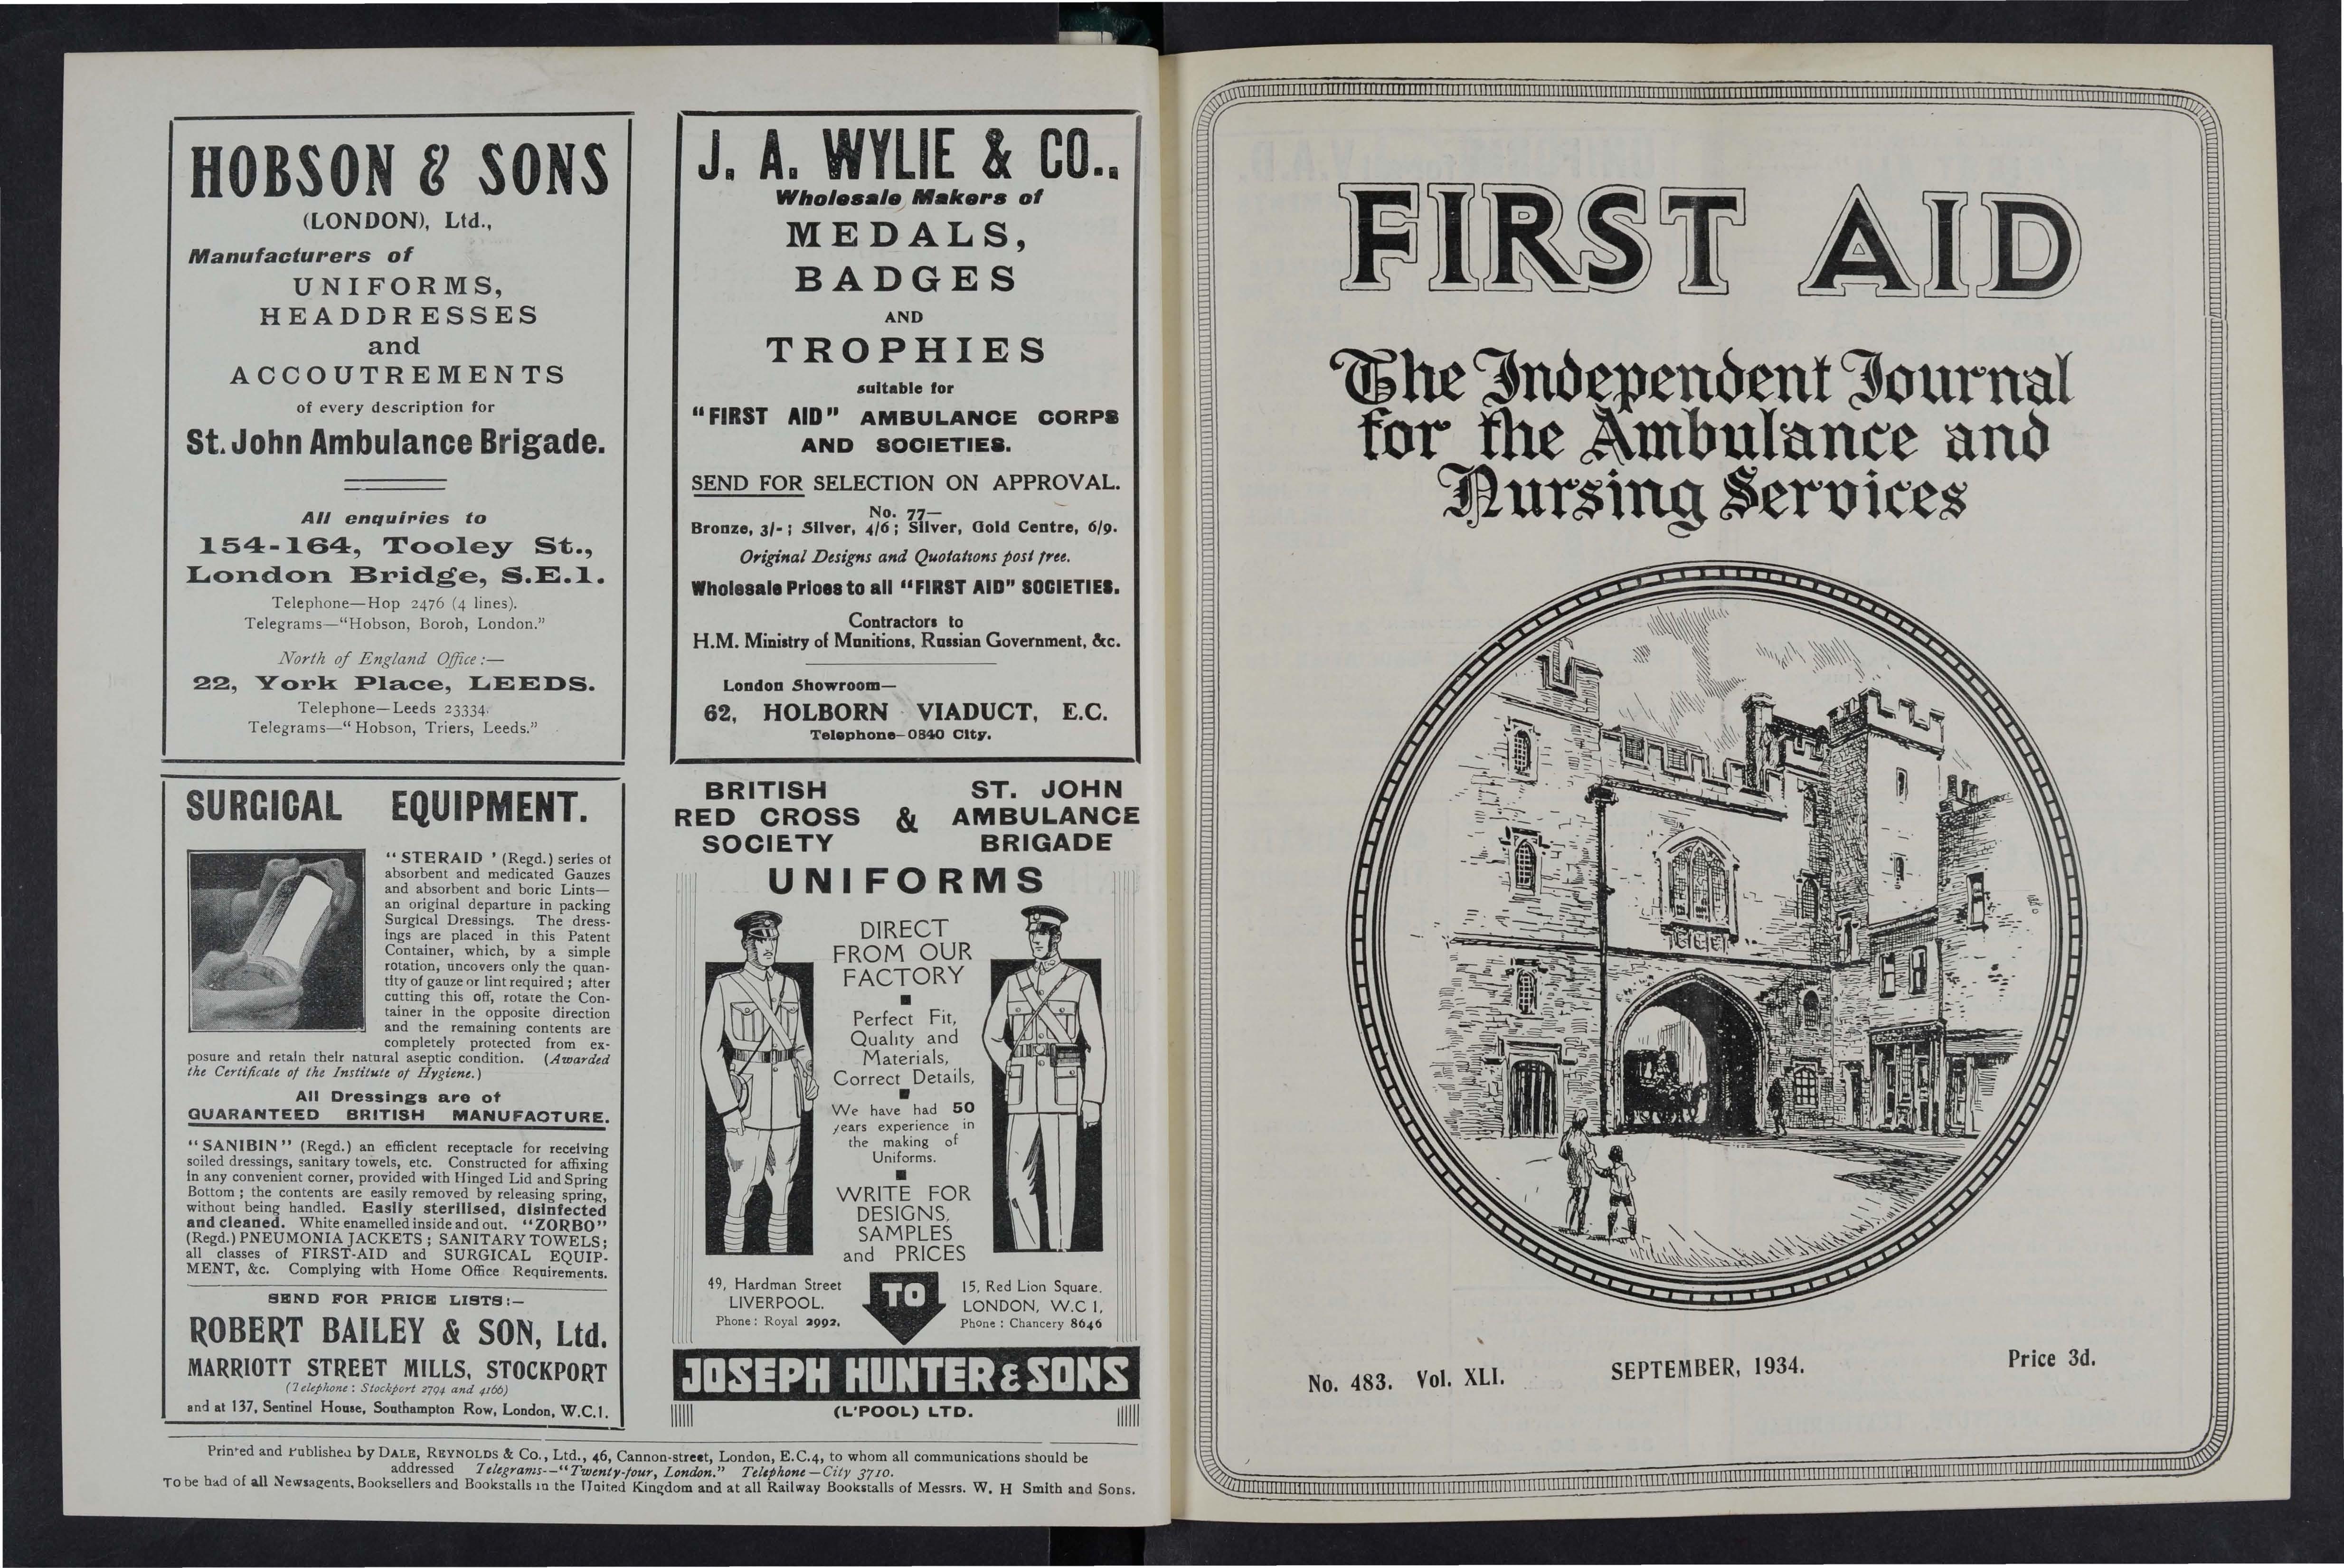 HOBSON & SONS
(LONDON), Ltd.,
Manufacturers of
UNIFORMS,
HEADDRESSES
and
ACCOUTREMENTS
of every description for
St. John Ambulance Brigade.
All enquiries to
154-164, Tooley St.,
London Bridge, S.E.1.
Telephone—Hop 2476 (4 lines).
Telegrams—"Hobson, Boroh, London."
North of England Office:—
22, York Place, LEEDS.
Telephone—Leeds 23334.
Telegrams—"Hobson, Triers, Leeds."
SURGICAL EQUIPMENT.
"STERAID' (Regd.) series of
absorbent and medicated Gauzes
and absorbent and boric Lints—
an original departure in packing
Surgical Dressings. The dress-
ings are placed in this Patent
Container, which, by a simple
rotation, uncovers only the quan-
tity of gauze or lint required; after
cutting this off, rotate the Con-
tainer in the opposite direction
and the remaining contents are
completely protected from ex-
posure and retain their natural aseptic condition. (Awarded
the Certificate of the Institute of Hygiene.)
All Dressings are of
GUARANTEED BRITISH MANUFACTURE.
"SANIBIN" (Regd.) an efficient receptacle for receiving
soiled dressings, sanitary towels, etc. Constructed for affixing
in any convenient corner, provided with Hinged Lid and Spring
Bottom; the contents are easily removed by releasing spring,
without being handled. Easily sterilised, disinfected
and cleaned. White enamelled inside and out. "ZORBO"
(Regd.) PNEUMONIA JACKETS; SANITARY TOWELS;
all classes of FIRST-AID and SURGICAL EQUIP-
MENT, &c. Complying with Home Office Requirements.
SEND FOR PRICE LISTS:—
ROBERT BAILEY & SON, Ltd.
MARRIOTT STREET MILLS, STOCKPORT
(Telephone: Stockport 2794 and 4166)
and at 137, Sentinel House, Southampton Row, London, W.C.1.
J. A. WYLIE & CO.,
Wholesale Makers of
MEDALS,
BADGES
AND
TROPHIES
suitable for
"FIRST AID" AMBULANCE CORPS
AND SOCIETIES.
SEND FOR SELECTION ON APPROVAL.
No. 77—
Bronze, 3/-; Silver, 4/6; Silver, Gold Centre, 6/9.
Original Designs and Quotations post free.
Wholesale Prices to all "FIRST AID" SOCIETIES.
Contractors to
H.M. Ministry of Munitions, Russian Government, &c.
London Showroom—
62, HOLBORN VIADUCT, E.C.
Telephone—0840 City.
BRITISH RED CROSS SOCIETY & ST. JOHN AMBULANCE BRIGADE
UNIFORMS
DIRECT
FROM OUR
FACTORY
Perfect Fit,
Quality and
Materials,
Correct Details,
We have had 50
years experience in
the making of
Uniforms.
WRITE FOR
DESIGNS,
SAMPLES
and PRICES
TO
49, Hardman Street
LIVERPOOL.
Phone: Royal 2992.
15, Red Lion Square,
LONDON, W.C 1,
Phone: Chancery 8646
JOSEPH HUNTER & SONS
(L'POOL) LTD.
Printed and Published by DALE, REYNOLDS & Co., Ltd., 46, Cannon-street, London, E.C.4, to whom all communications should be
addressed Telegrams--"Twenty-four, London." Telephone—City 3710.
To be had of all Newsagents, Booksellers and Bookstalls in the United Kingdom and at all Railway Bookstalls of Messrs. W. H Smith and Sons.
FIRST AID
The Independent Journal
for the Ambulance and
Nursing Services
No. 483. Vol. XLI. SEPTEMBER, 1934. Price 3d.